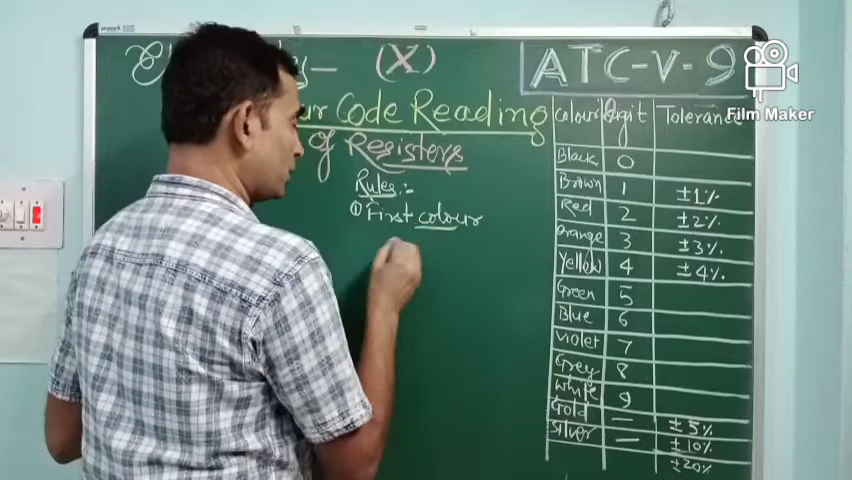 (X)
ATC-V-9
Film Maker
Code Reading
of Resistors
Rules:-
① First colour
colour Digit Tolerance
Black 0
Brown 1 ±1%
Red 2 ±2%
orange 3 ±3%
Yellow 4 ±4%
Green 5
Blue 6
Violet 7
Grey 8
White 9
Gold — ±5%
Silver — ±10%
±20%